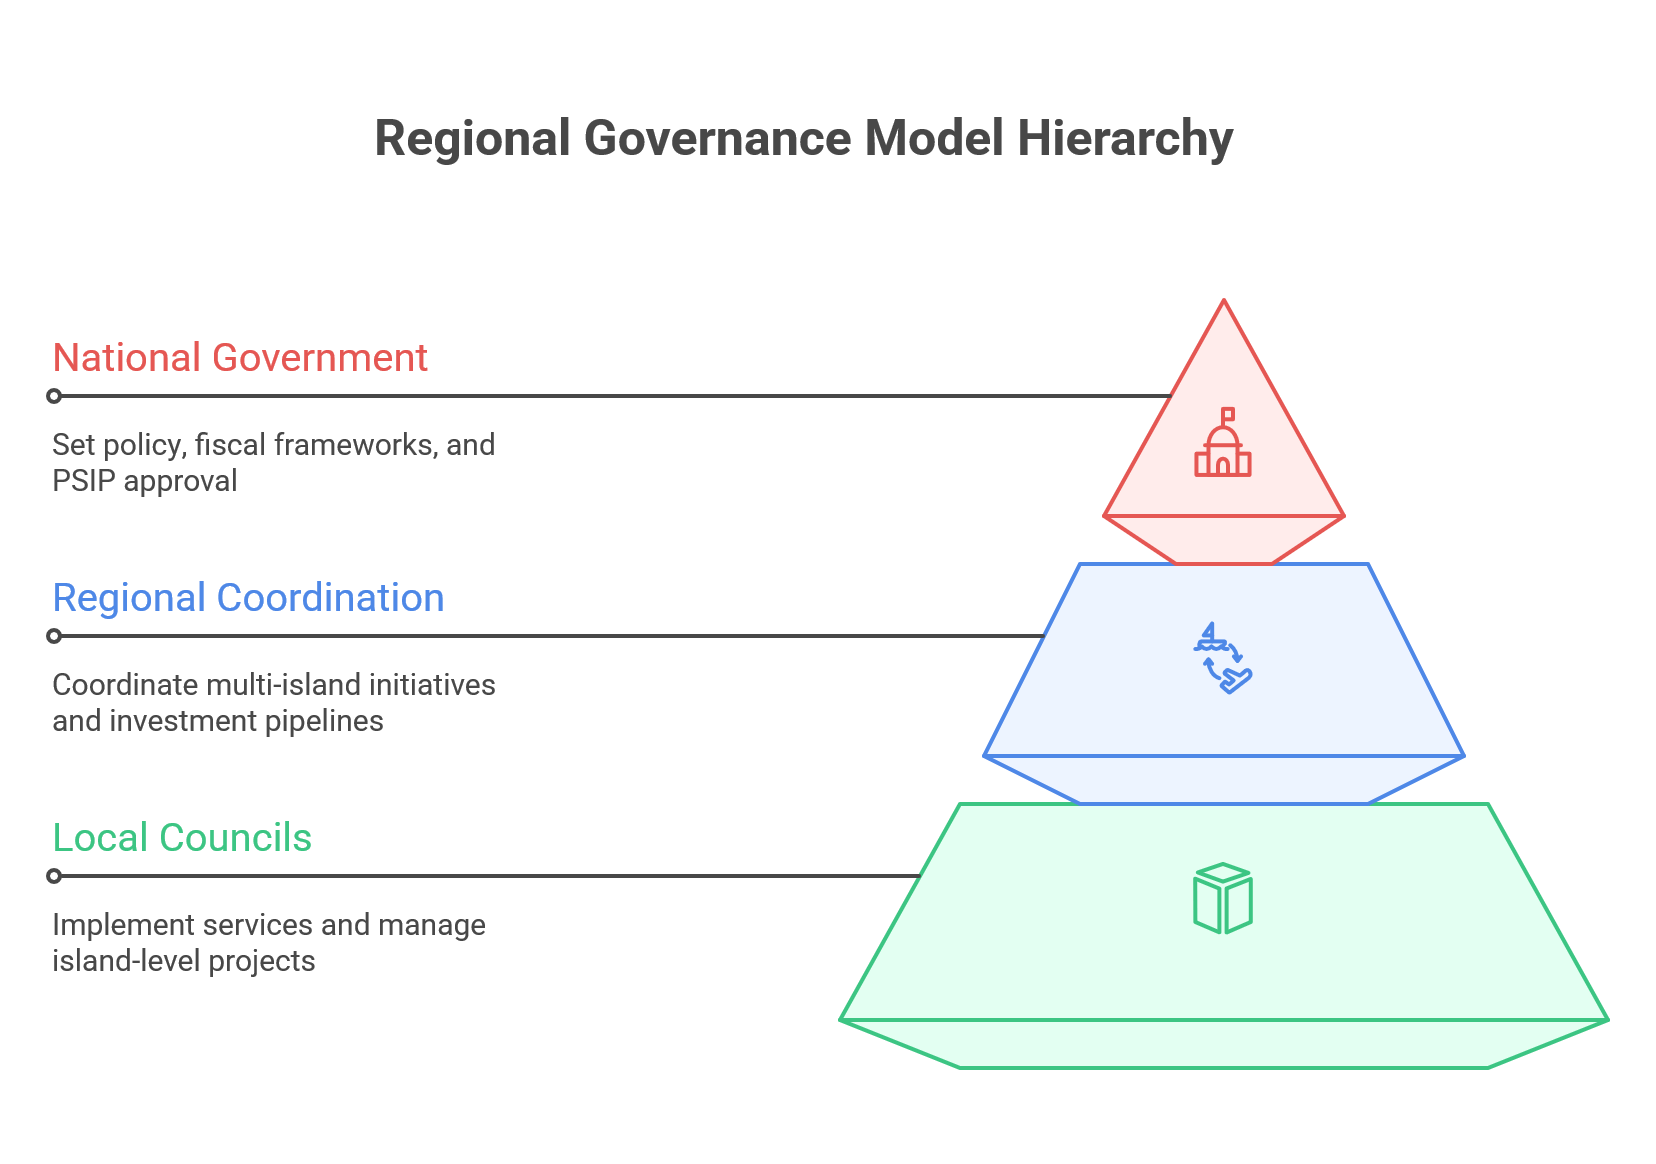 Regional Governance Model Hierarchy
National Government
Set policy, fiscal frameworks, and
PSIP approval
Regional Coordination
Coordinate multi-island initiatives
and investment pipelines
Local Councils
Implement services and manage
island-level projects